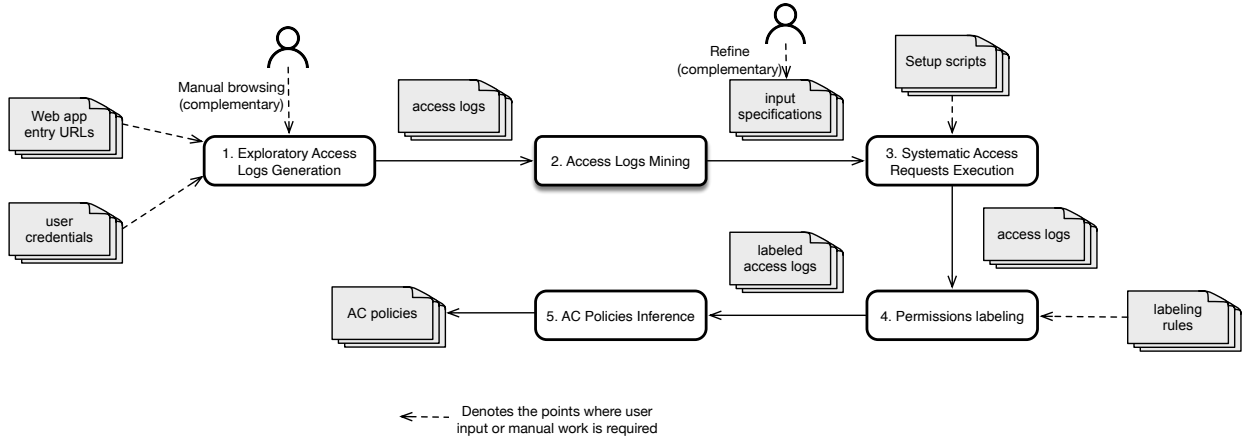 Manual browsing
(complementary)
Refine
(complementary)
Setup scripts
Web app
entry URLs
access logs
input
specifications
1. Exploratory Access
Logs Generation
2. Access Logs Mining
3. Systematic Access
Requests Execution
user
credentials
labeled
access logs
access logs
AC policies
5. AC Policies Inference
4. Permissions labeling
labeling
rules
Denotes the points where user
input or manual work is required